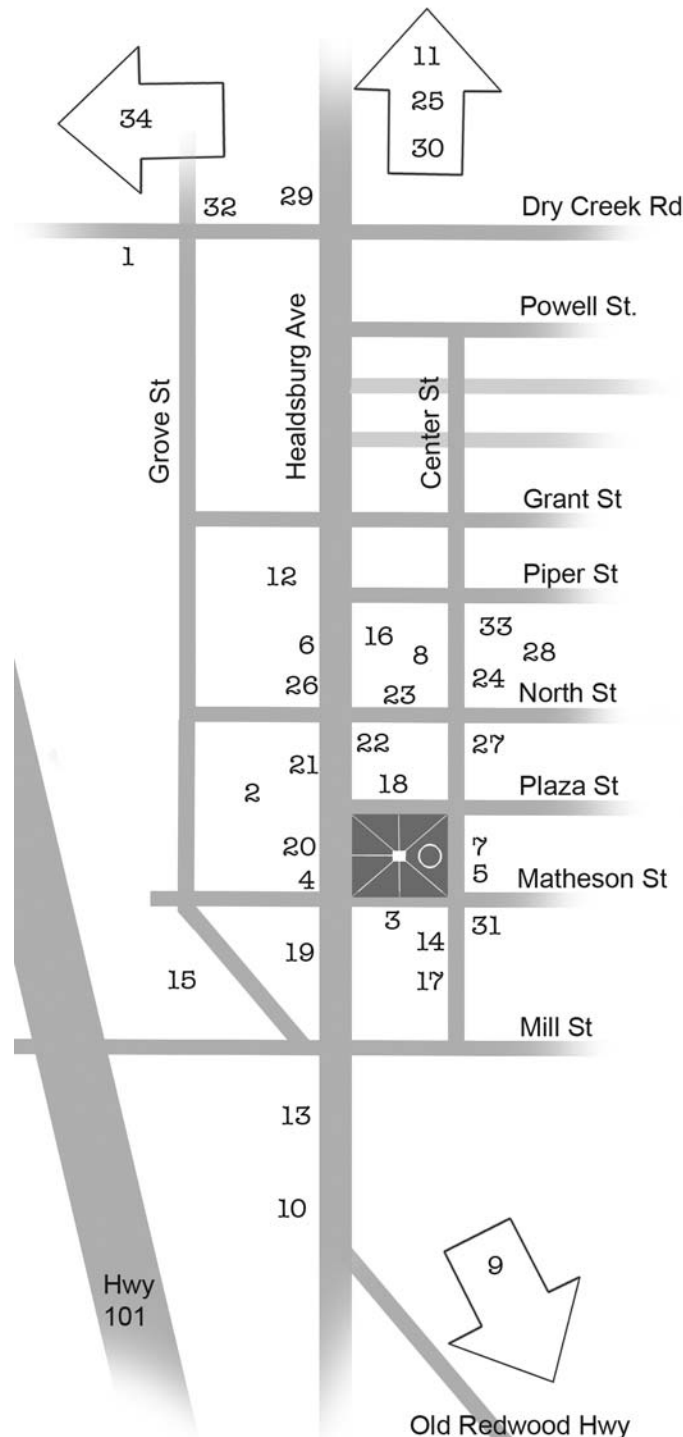 11
34
25
30
29
32
Dry Creek Rd
1
Powell St.
Grove St
Healdsburg Ave
Center St
Grant St
12
Piper St
6
16
33
8
28
26
23
24
North St
21
22
27
2
18
Plaza St
20
7
4
5
Matheson St
3
31
19
14
15
17
Mill St
13
10
9
Hwy
101
Old Redwood Hwy